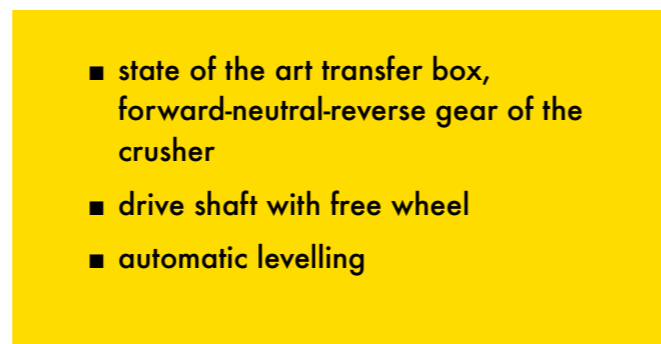 ▪ state of the art transfer box,
forward-neutral-reverse gear of the
crusher
▪ drive shaft with free wheel
▪ automatic levelling